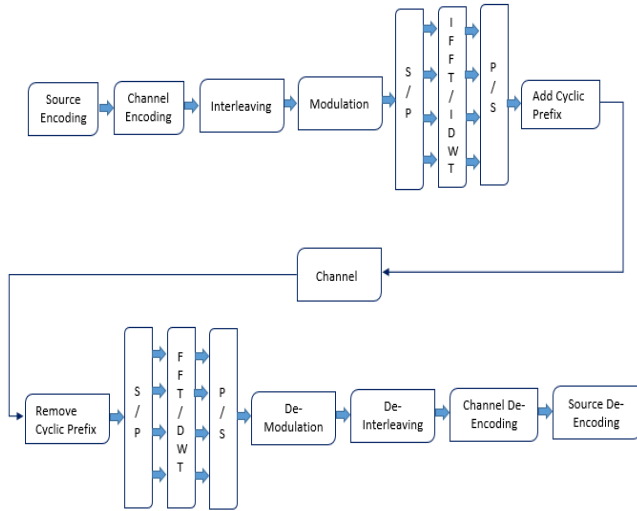 Source
Encoding
Channel
Encoding
Interleaving
Modulation
S
/
P
I
F
F
T
/
I
D
W
T
P
/
S
Add Cyclic
Prefix
Channel
Remove
Cyclic Prefix
S
/
P
F
F
T
/
D
W
T
P
/
S
De-
Modulation
De-
Interleaving
Channel De-
Encoding
Source De-
Encoding